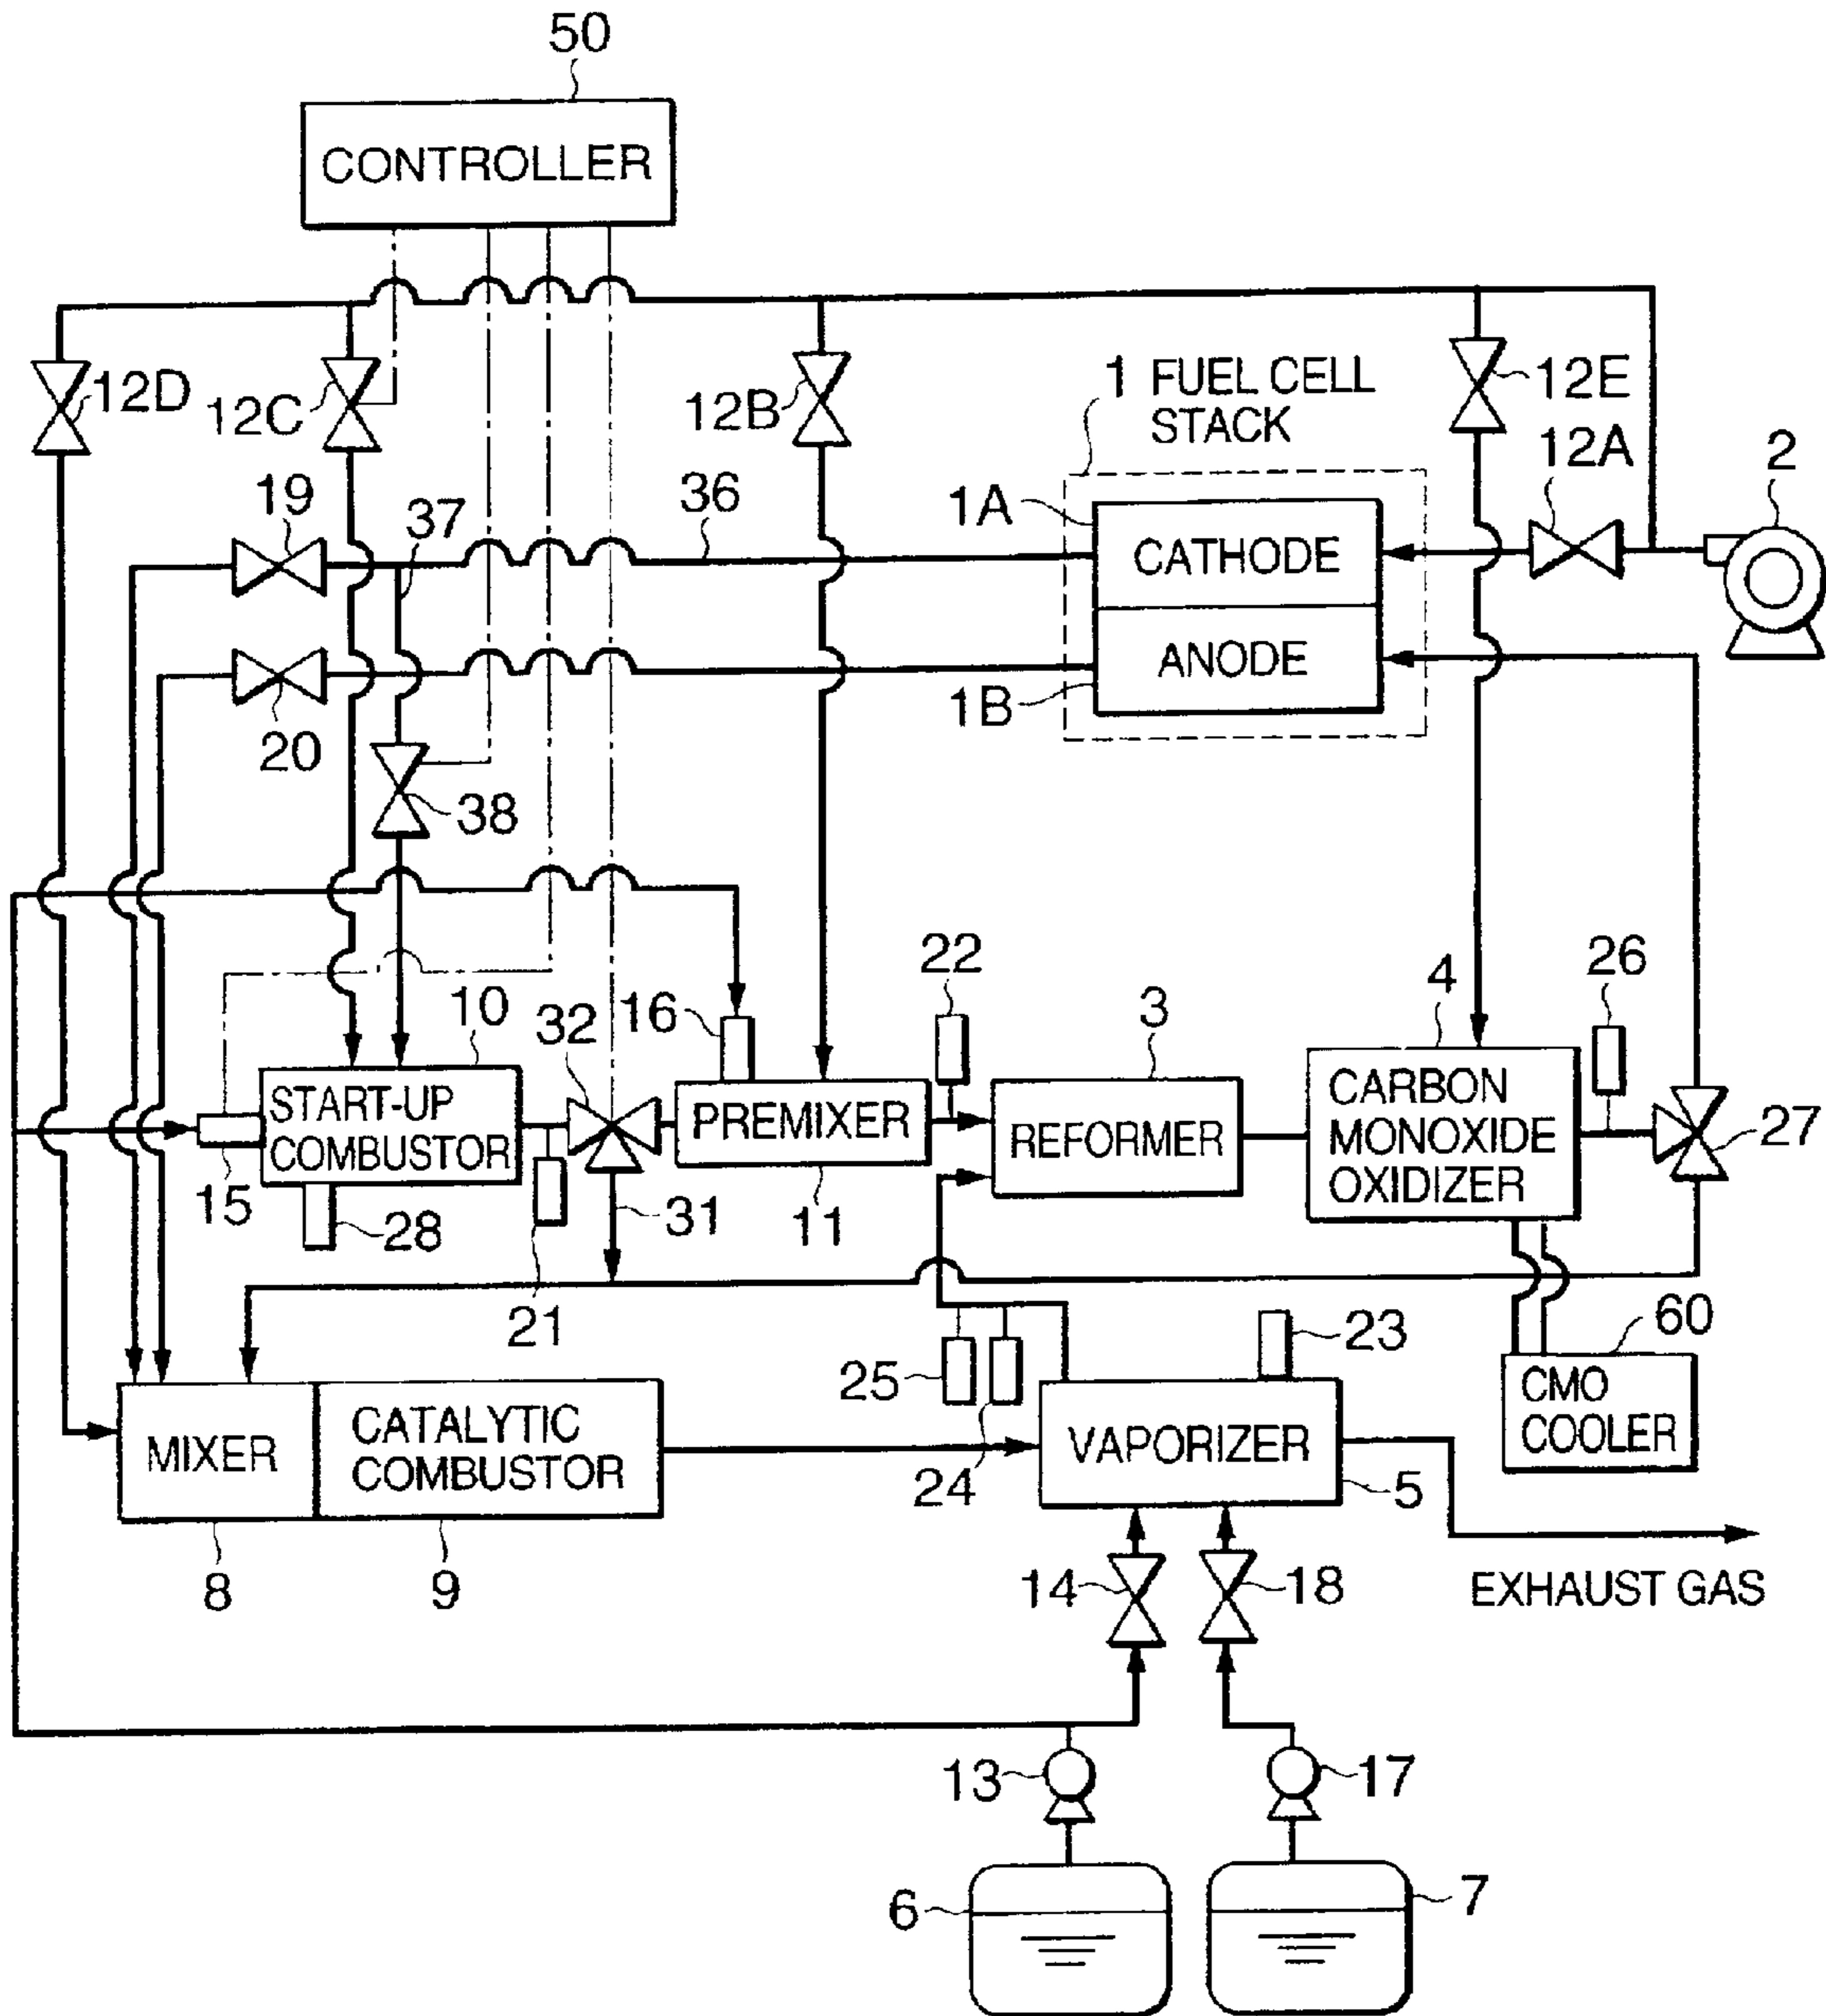 50
CONTROLLER
12D
12C
12B
1 FUEL CELL
STACK
12E
12A
2
19
37
36
1A
CATHODE
ANODE
1B
20
38
22
26
10
32
16
3
4
START-UP
COMBUSTOR
PREMIXER
REFORMER
CARBON
MONOXIDE
OXIDIZER
27
15
28
21
31
11
23
60
25
24
CMO
COOLER
MIXER
CATALYTIC
COMBUSTOR
VAPORIZER
5
8
9
14
18
EXHAUST GAS
13
17
6
7